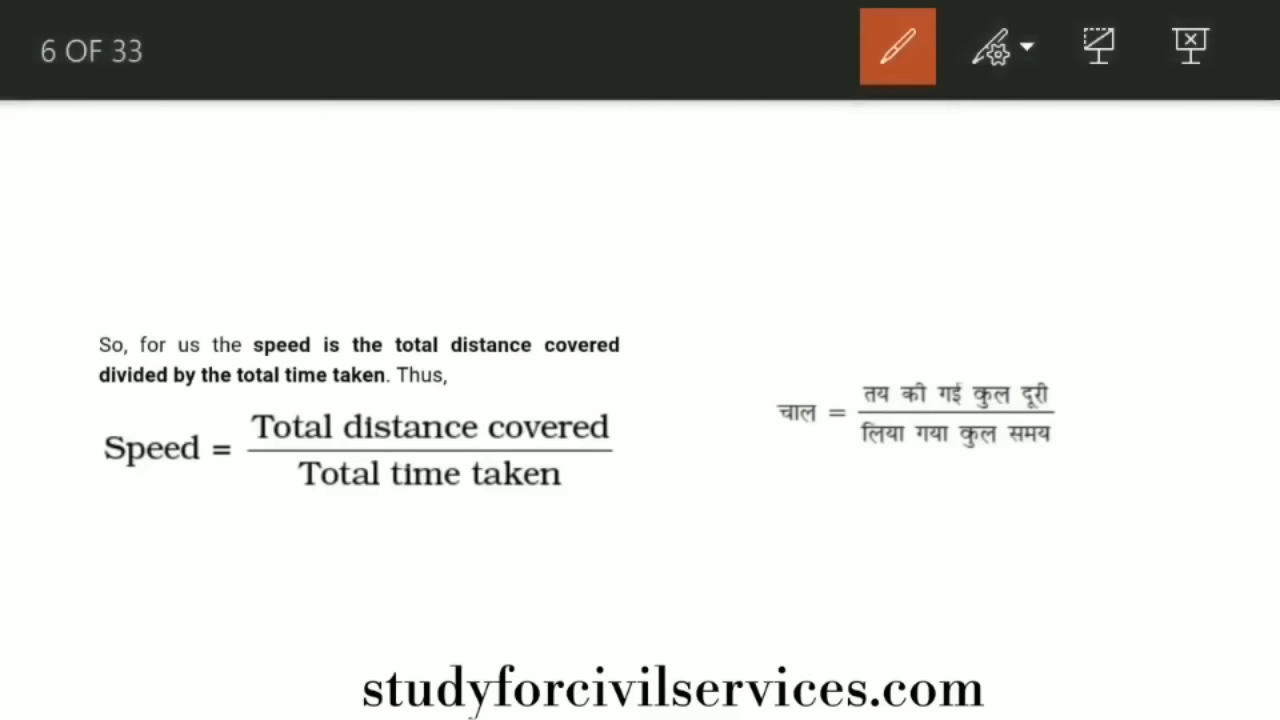 6 OF 33
So, for us the speed is the total distance covered
divided by the total time taken. Thus,
Speed = Total distance covered
Total time taken
चाल = तय की गई कुल दूरी
लिया गया कुल समय
studyforcivilservices.com